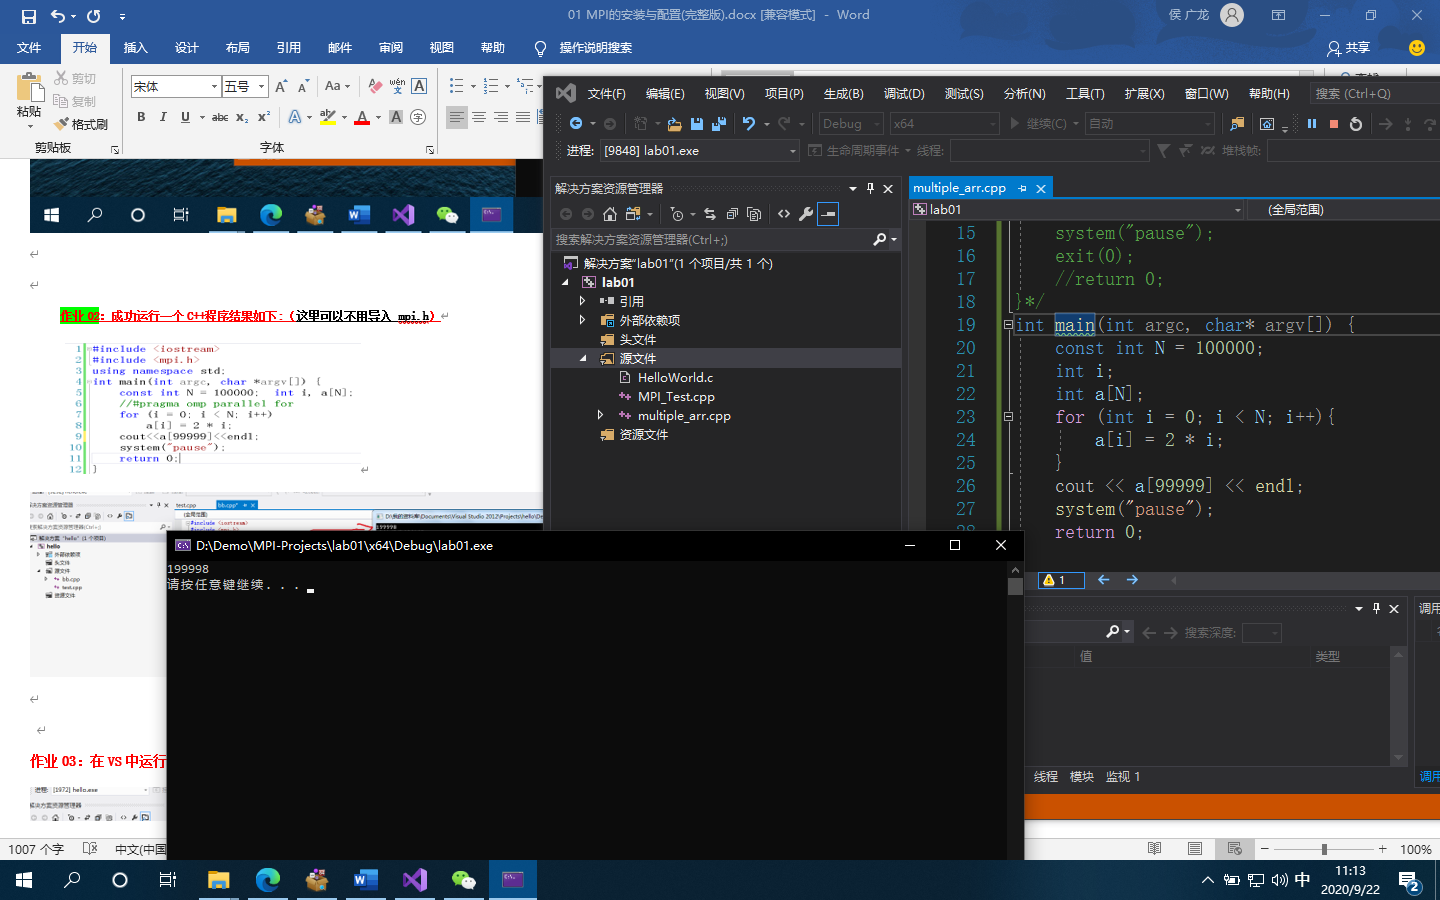 01 MPI的安装与配置(完整版).docx [兼容模式] - Word
侯 广龙
文件 开始 插入 设计 布局 引用 邮件 审阅 视图 帮助 操作说明搜索 共享
粘贴
剪切
复制
格式刷
剪贴板
宋体 五号
B I U abc x₂ x²
字体
作业 02：成功运行一个 C++程序结果如下：（这里可以不用导入 mpi.h）
1 #include <iostream>
2 #include <mpi.h>
3 using namespace std;
4 int main(int argc, char *argv[]) {
5 const int N = 100000; int i, a[N];
6 //#pragma omp parallel for
7 for (i = 0; i < N; i++)
8 a[i] = 2 * i;
9 cout<<a[99999]<<endl;
10 system("pause");
11 return 0;
12 }
作业 03：在 VS 中运行
进程: [1972] hello.exe
解决方案资源管理器
1007 个字 中文(中国
100%
文件(F) 编辑(E) 视图(V) 项目(P) 生成(B) 调试(D) 测试(S) 分析(N) 工具(T) 扩展(X) 窗口(W) 帮助(H) 搜索 (Ctrl+Q)
Debug x64 继续(C) 自动
进程: [9848] lab01.exe 生命周期事件 线程: 堆栈帧:
解决方案资源管理器
搜索解决方案资源管理器(Ctrl+;)
解决方案"lab01"(1 个项目/共 1 个)
lab01
引用
外部依赖项
头文件
源文件
HelloWorld.c
MPI_Test.cpp
multiple_arr.cpp
资源文件
multiple_arr.cpp
lab01 (全局范围)
15 system("pause");
16 exit(0);
17 //return 0;
18 }*/
19 int main(int argc, char* argv[]) {
20 const int N = 100000;
21 int i;
22 int a[N];
23 for (int i = 0; i < N; i++){
24 a[i] = 2 * i;
25 }
26 cout << a[99999] << endl;
27 system("pause");
28 return 0;
1
搜索深度:
值 类型
线程 模块 监视 1
调用
D:\Demo\MPI-Projects\lab01\x64\Debug\lab01.exe
199998
请按任意键继续. . .
中
11:13
2020/9/22
2